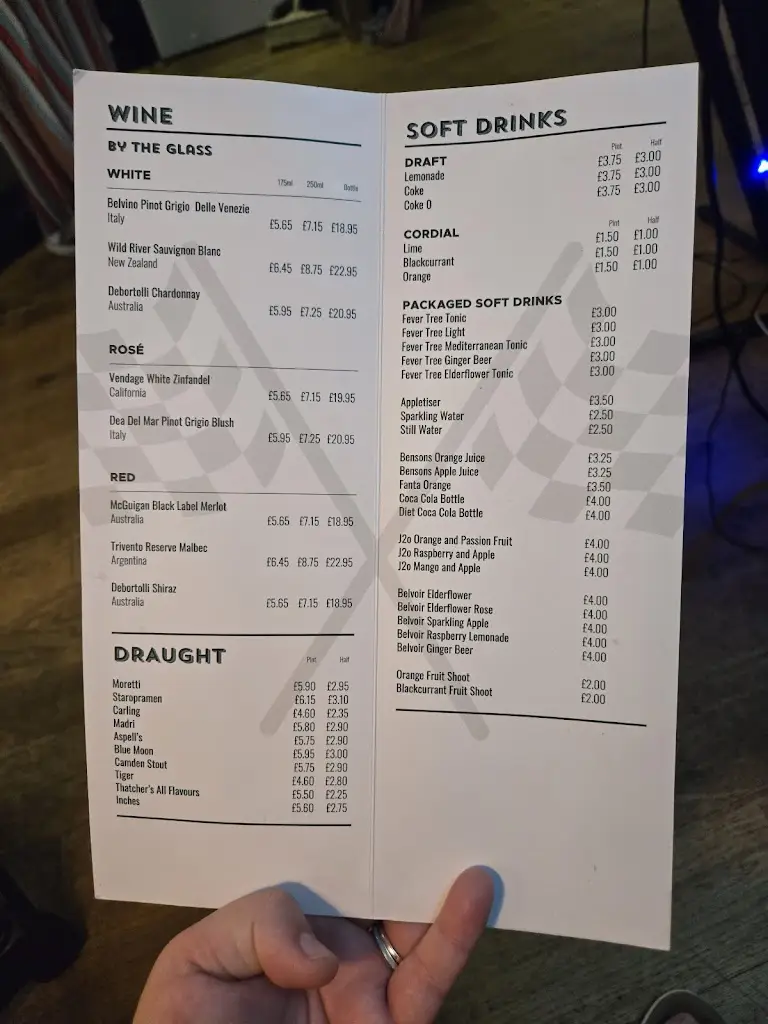 WINE
BY THE GLASS
WHITE 175ml 250ml Bottle
Belvino Pinot Grigio Delle Venezie
Italy £5.65 £7.15 £18.95
Wild River Sauvignon Blanc
New Zealand £6.45 £8.75 £22.95
Debortolli Chardonnay
Australia £5.95 £7.25 £20.95
ROSÉ
Vendage White Zinfandel
California £5.65 £7.15 £19.95
Dea Del Mar Pinot Grigio Blush
Italy £5.95 £7.25 £20.95
RED
McGuigan Black Label Merlot
Australia £5.65 £7.15 £18.95
Trivento Reserve Malbec
Argentina £6.45 £8.75 £22.95
Debortolli Shiraz
Australia £5.65 £7.15 £18.95
DRAUGHT Pint Half
Moretti £5.90 £2.95
Staropramen £6.15 £3.10
Carling £4.60 £2.35
Madri £5.80 £2.90
Aspell's £5.75 £2.90
Blue Moon £5.95 £3.00
Camden Stout £5.75 £2.90
Tiger £4.60 £2.80
Thatcher's All Flavours £5.50 £2.25
Inches £5.60 £2.75
SOFT DRINKS
DRAFT Pint Half
Lemonade £3.75 £3.00
Coke £3.75 £3.00
Coke 0 £3.75 £3.00
CORDIAL Pint Half
Lime £1.50 £1.00
Blackcurrant £1.50 £1.00
Orange £1.50 £1.00
PACKAGED SOFT DRINKS
Fever Tree Tonic £3.00
Fever Tree Light £3.00
Fever Tree Mediterranean Tonic £3.00
Fever Tree Ginger Beer £3.00
Fever Tree Elderflower Tonic £3.00
Appletiser £3.50
Sparkling Water £2.50
Still Water £2.50
Bensons Orange Juice £3.25
Bensons Apple Juice £3.25
Fanta Orange £3.50
Coca Cola Bottle £4.00
Diet Coca Cola Bottle £4.00
J2o Orange and Passion Fruit £4.00
J2o Raspberry and Apple £4.00
J2o Mango and Apple £4.00
Belvoir Elderflower £4.00
Belvoir Elderflower Rose £4.00
Belvoir Sparkling Apple £4.00
Belvoir Raspberry Lemonade £4.00
Belvoir Ginger Beer £4.00
Orange Fruit Shoot £2.00
Blackcurrant Fruit Shoot £2.00